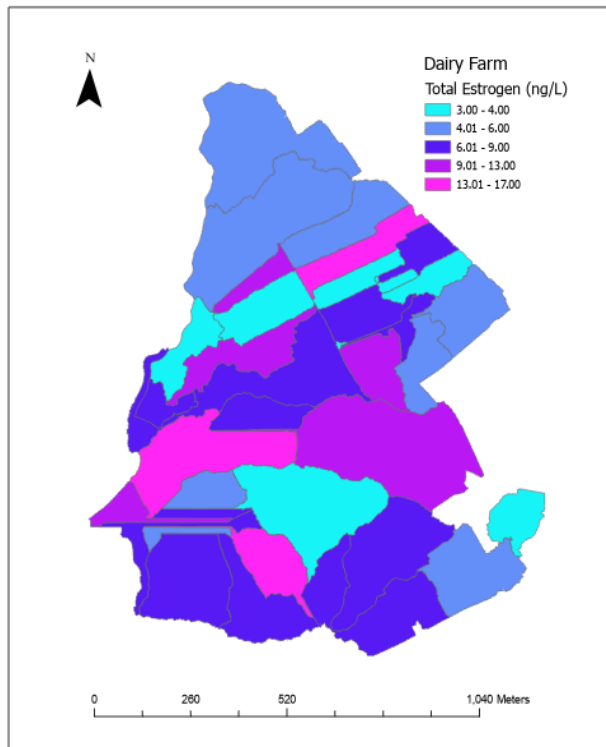 N
Dairy Farm
Total Estrogen (ng/L)
3.00 - 4.00
4.01 - 6.00
6.01 - 9.00
9.01 - 13.00
13.01 - 17.00
0 260 520 1,040 Meters